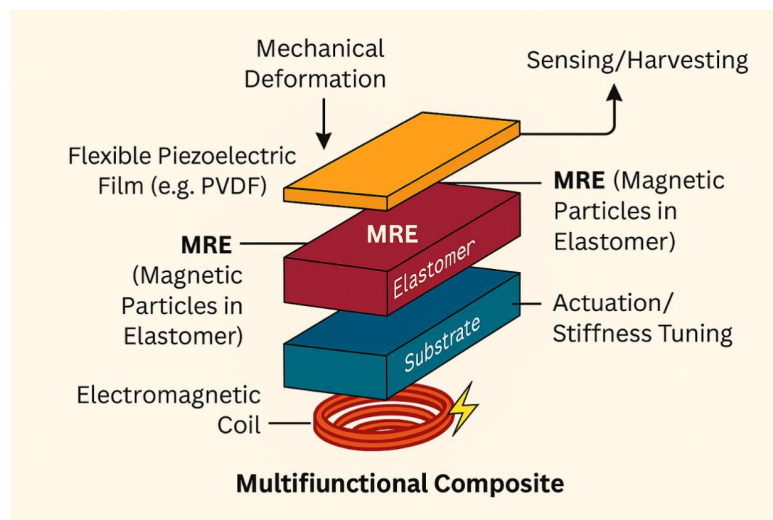 Mechanical
Deformation
Sensing/Harvesting
Flexible Piezoelectric
Film (e.g. PVDF)
MRE (Magnetic
Particles in
Elastomer)
MRE
(Magnetic
Particles in
Elastomer)
MRE
Elastomer
Actuation/
Stiffness Tuning
Substrate
Electromagnetic
Coil
Multifiunctional Composite